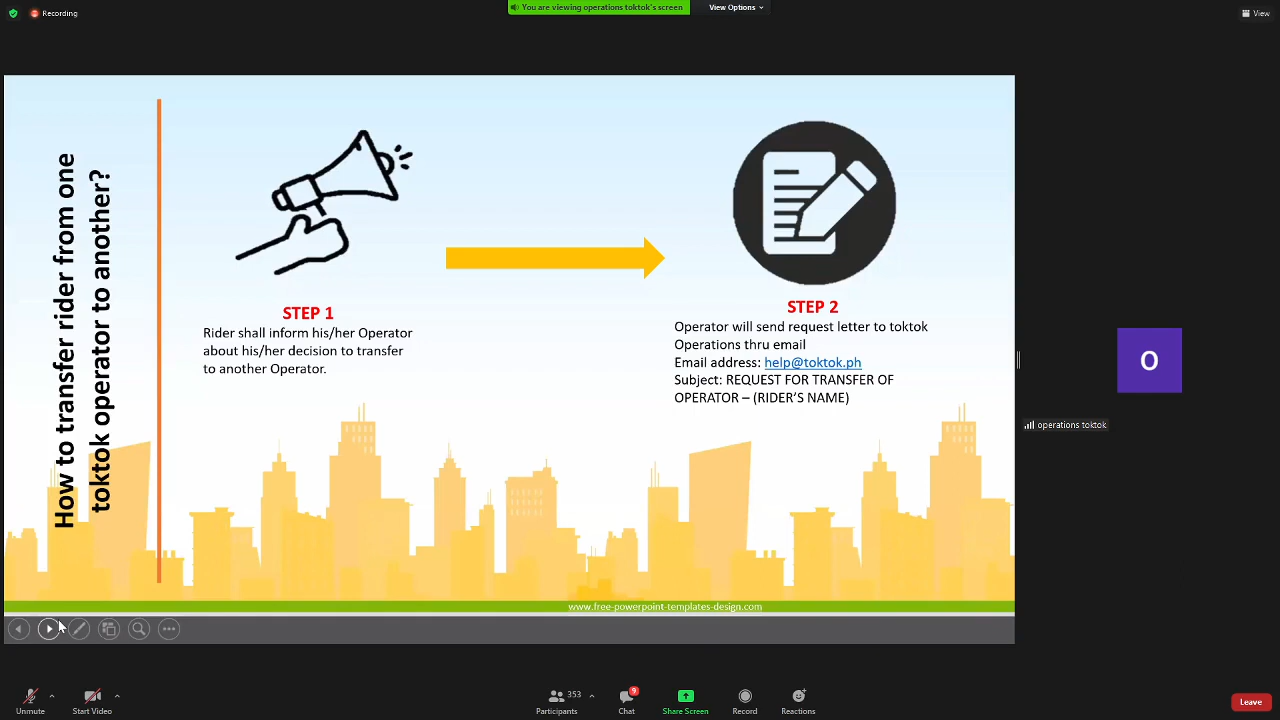 Recording
You are viewing operations toktok's screen
View Options
View
How to transfer rider from one
toktok operator to another?
STEP 1
Rider shall inform his/her Operator
about his/her decision to transfer
to another Operator.
STEP 2
Operator will send request letter to toktok
Operations thru email
Email address: help@toktok.ph
Subject: REQUEST FOR TRANSFER OF
OPERATOR – (RIDER'S NAME)
www.free-powerpoint-templates-design.com
O
operations toktok
Unmute
Start Video
353
Participants
9
Chat
Share Screen
Record
Reactions
Leave